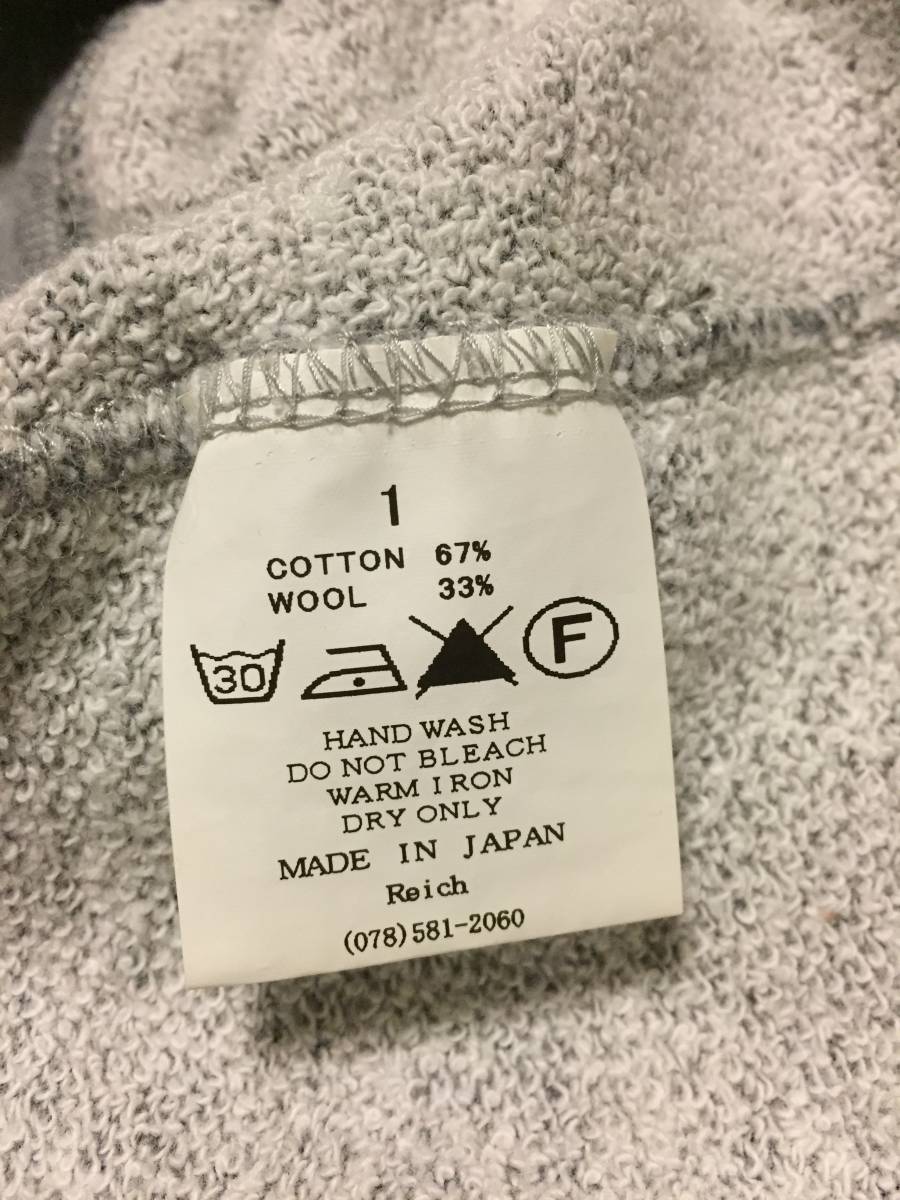 1
COTTON 67%
WOOL 33%
30 F
HAND WASH
DO NOT BLEACH
WARM IRON
DRY ONLY
MADE IN JAPAN
Reich
(078)581-2060